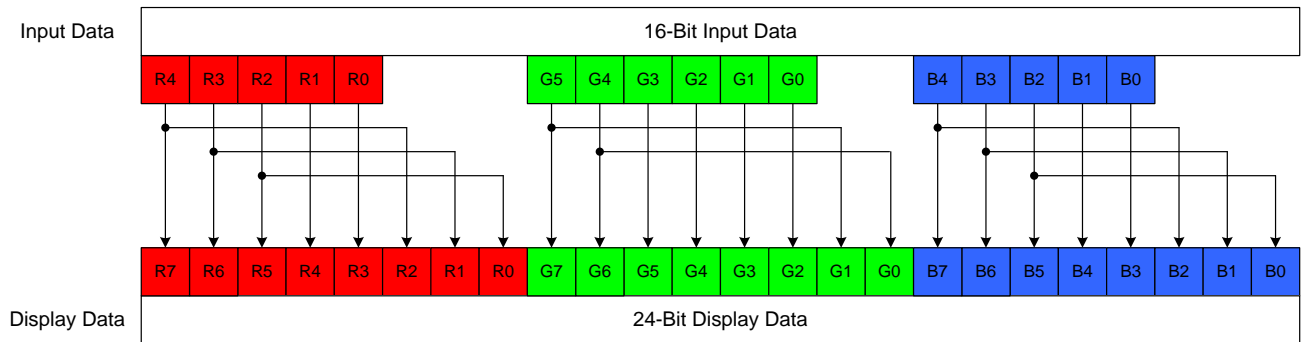 Input Data
16-Bit Input Data
R4 R3 R2 R1 R0 G5 G4 G3 G2 G1 G0 B4 B3 B2 B1 B0
R7 R6 R5 R4 R3 R2 R1 R0 G7 G6 G5 G4 G3 G2 G1 G0 B7 B6 B5 B4 B3 B2 B1 B0
Display Data
24-Bit Display Data